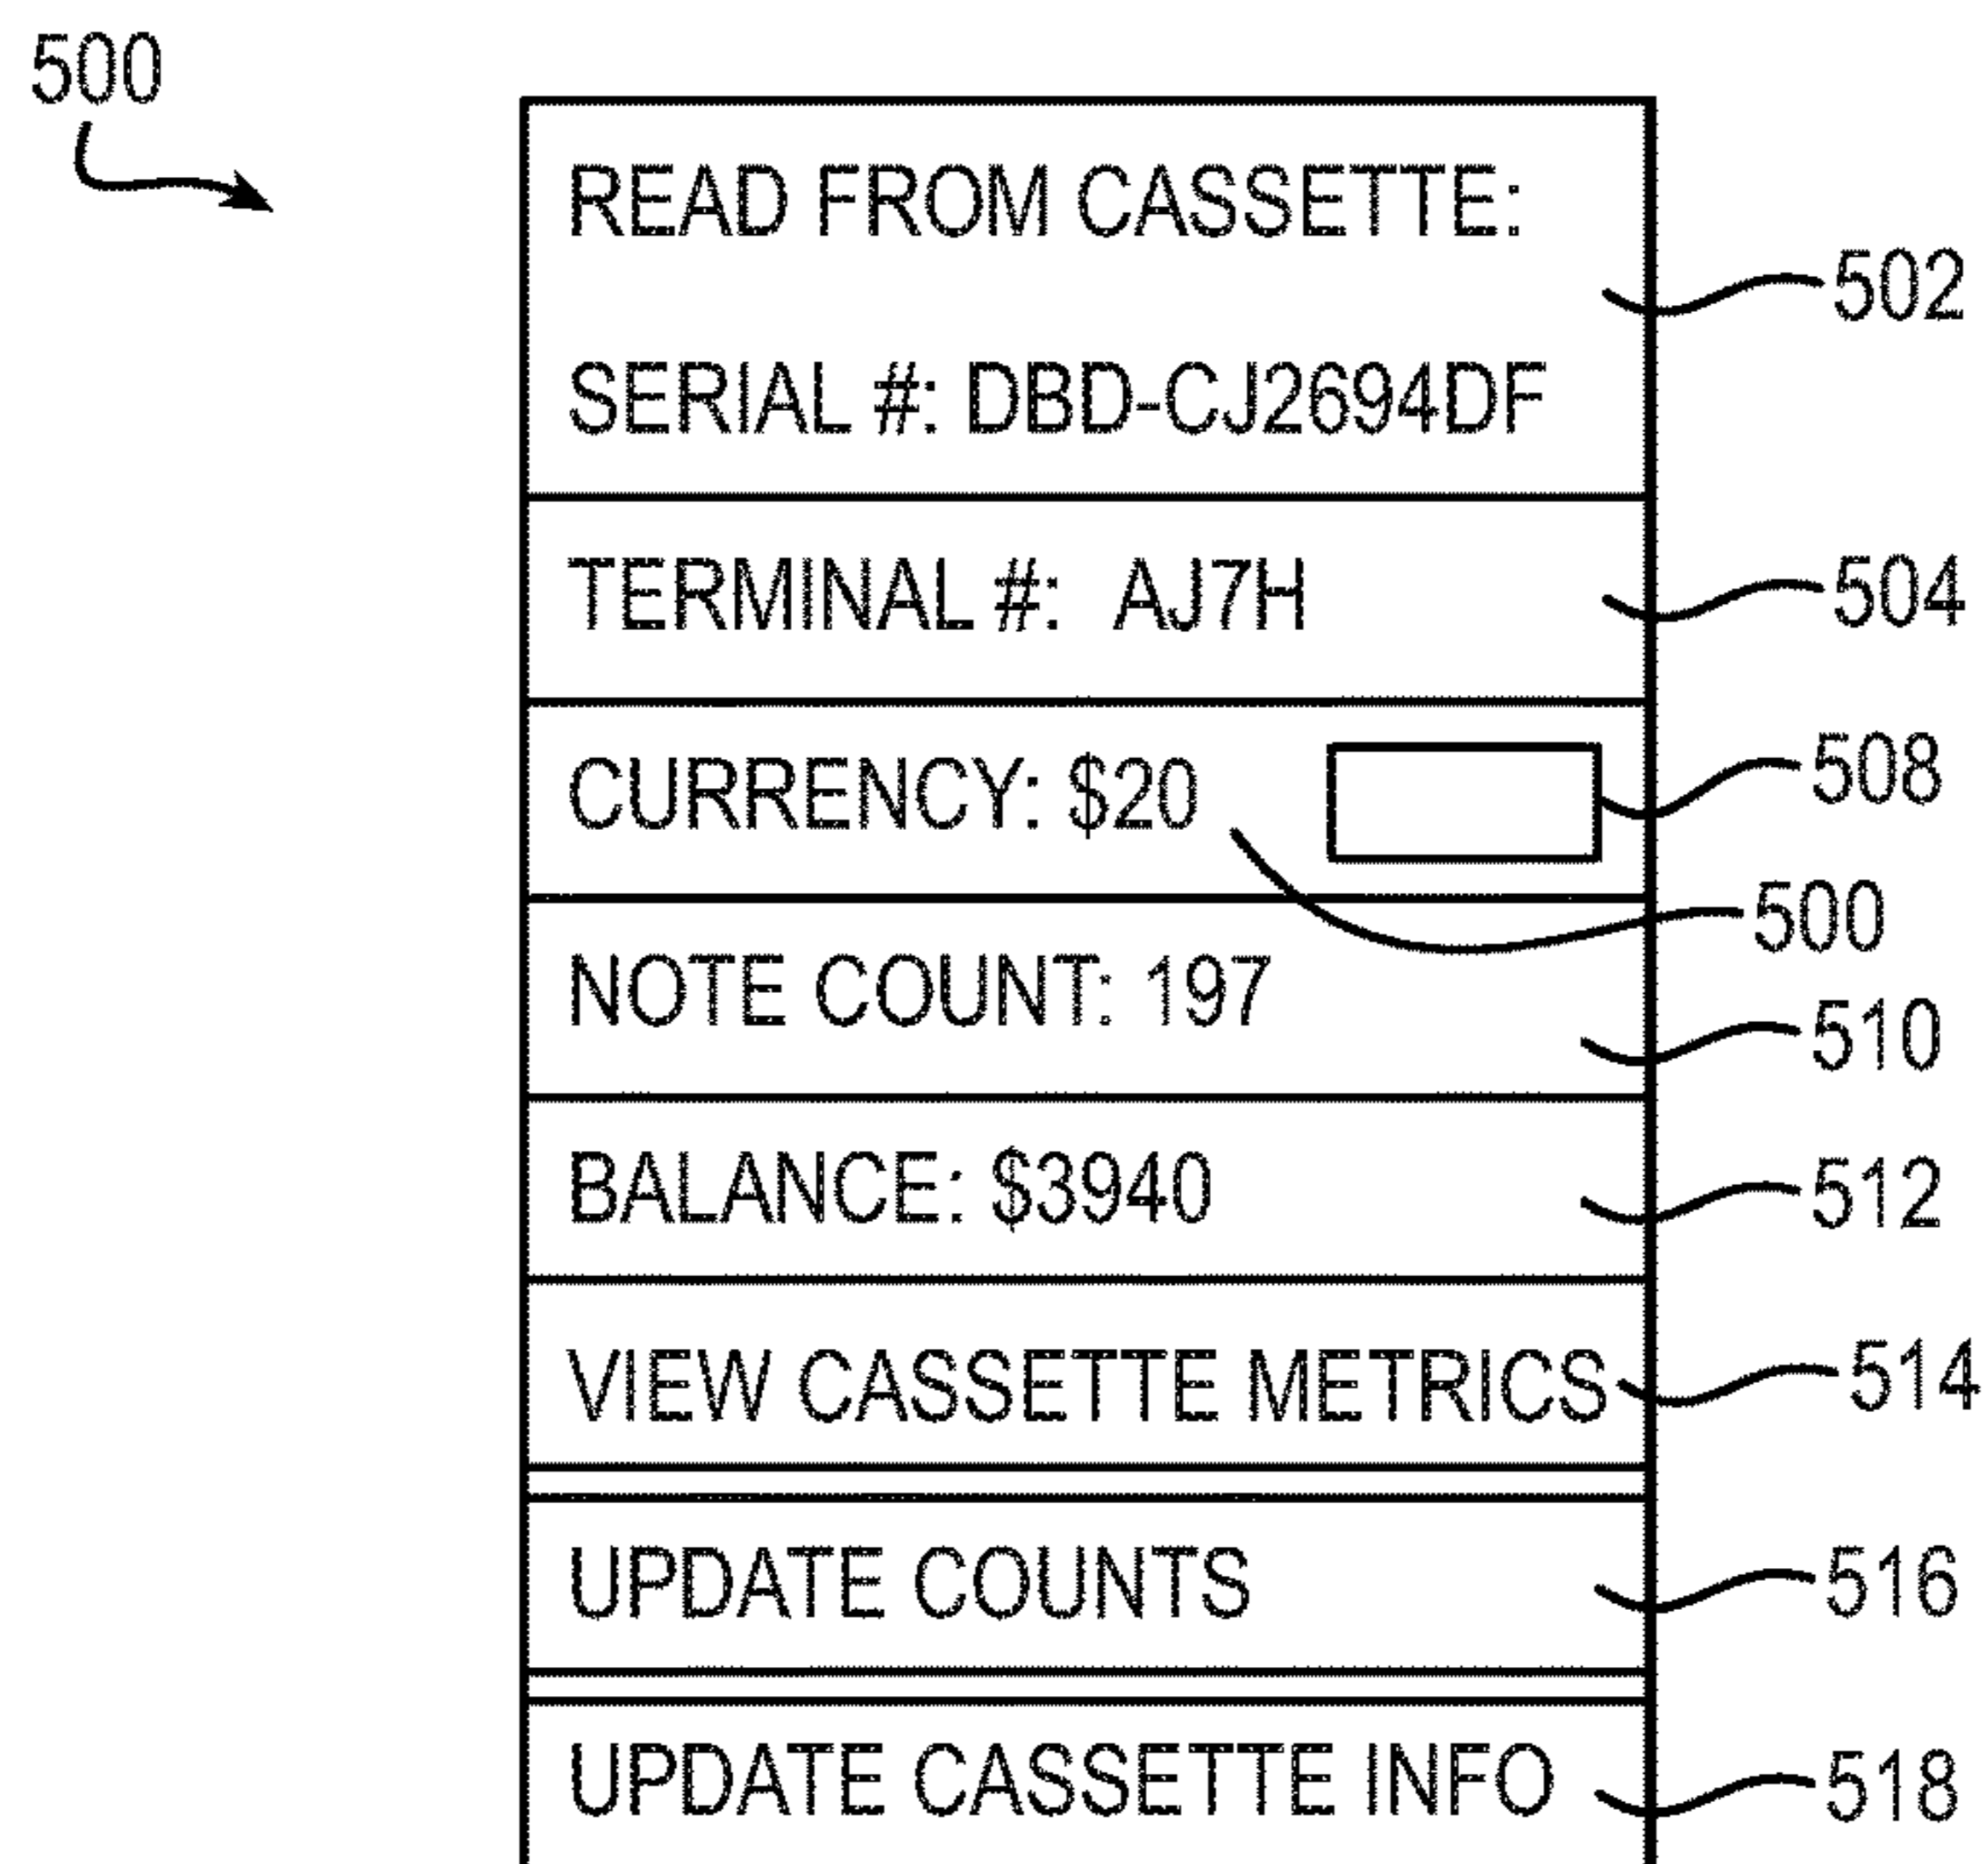 500
READ FROM CASSETTE:
502
SERIAL #: DBD-CJ2694DF
TERMINAL #: AJ7H
504
CURRENCY: $20
508
500
NOTE COUNT: 197
510
BALANCE: $3940
512
VIEW CASSETTE METRICS
514
UPDATE COUNTS
516
UPDATE CASSETTE INFO
518